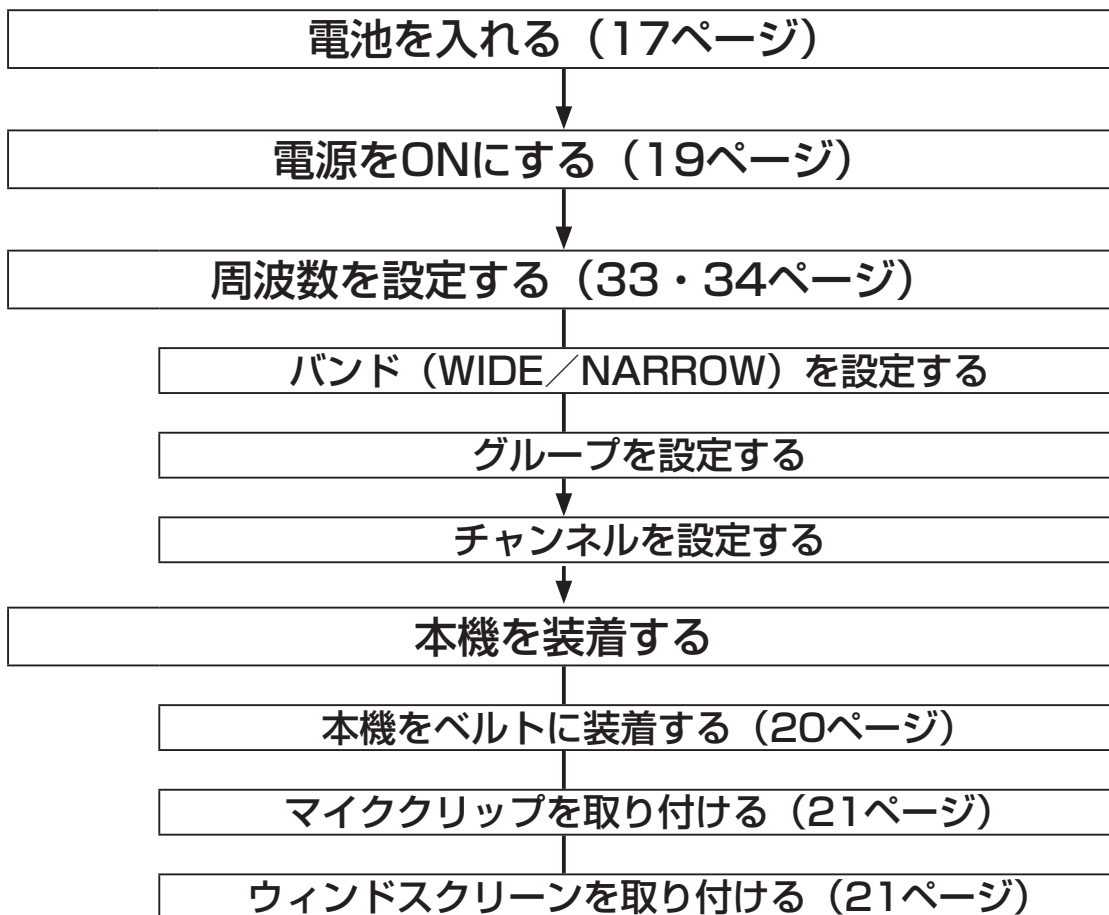 電池を入れる（17ページ）
電源をONにする（19ページ）
周波数を設定する（33・34ページ）
バンド（WIDE／NARROW）を設定する
グループを設定する
チャンネルを設定する
本機を装着する
本機をベルトに装着する（20ページ）
マイククリップを取り付ける（21ページ）
ウィンドスクリーンを取り付ける（21ページ）